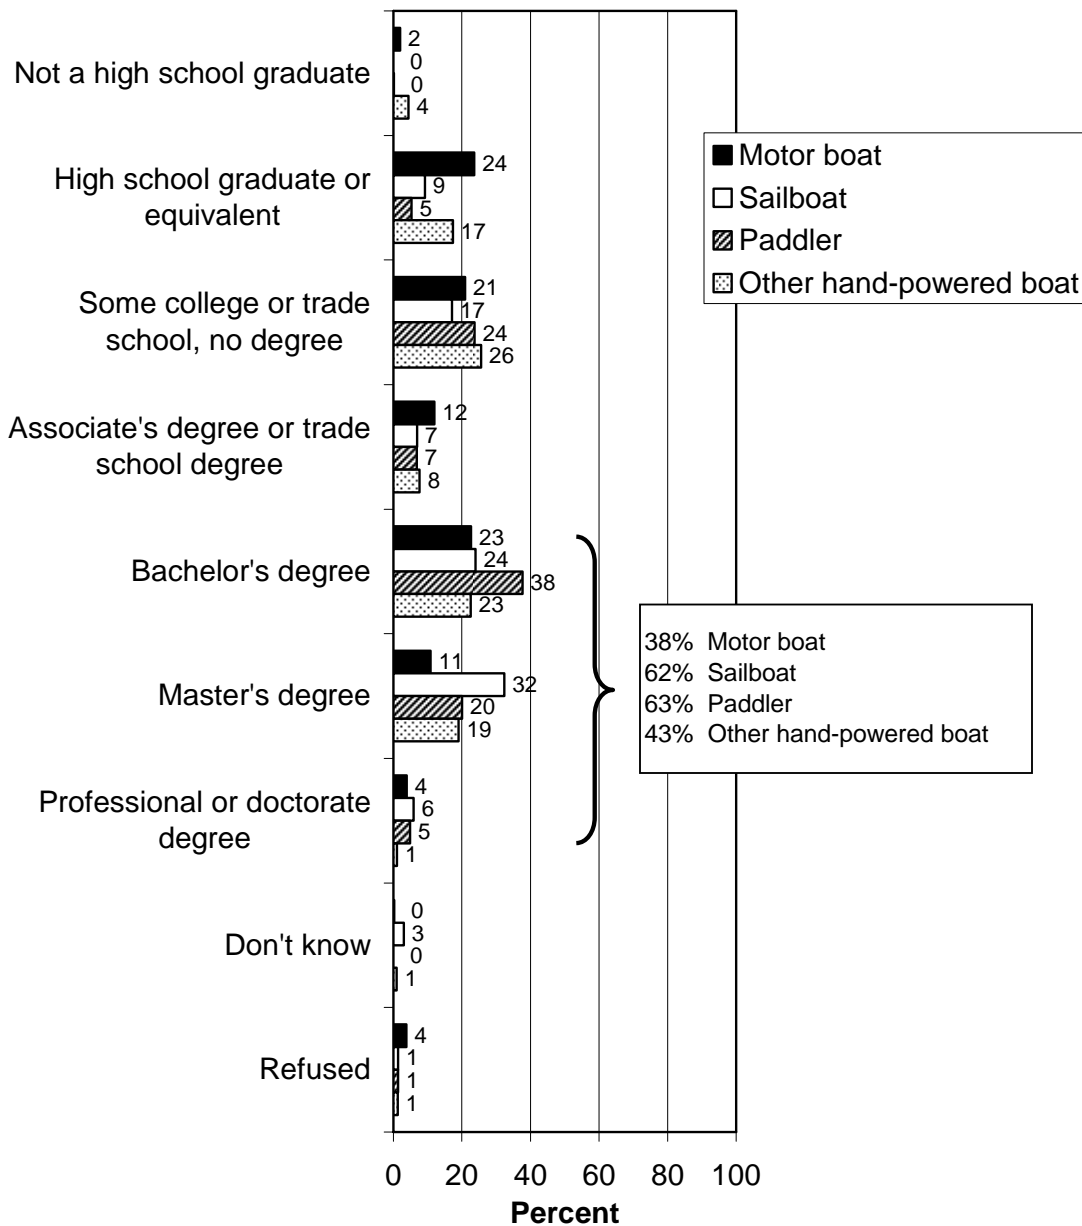 Not a high school graduate
2
0
0
4
High school graduate or
equivalent
24
9
5
17
Some college or trade
school, no degree
21
17
24
26
Associate's degree or trade
school degree
12
7
7
8
Bachelor's degree
23
24
38
23
Master's degree
11
32
20
19
Professional or doctorate
degree
4
6
5
1
Don't know
0
3
0
1
Refused
4
1
1
1
0 20 40 60 80 100
Percent
Motor boat
Sailboat
Paddler
Other hand-powered boat
38% Motor boat
62% Sailboat
63% Paddler
43% Other hand-powered boat